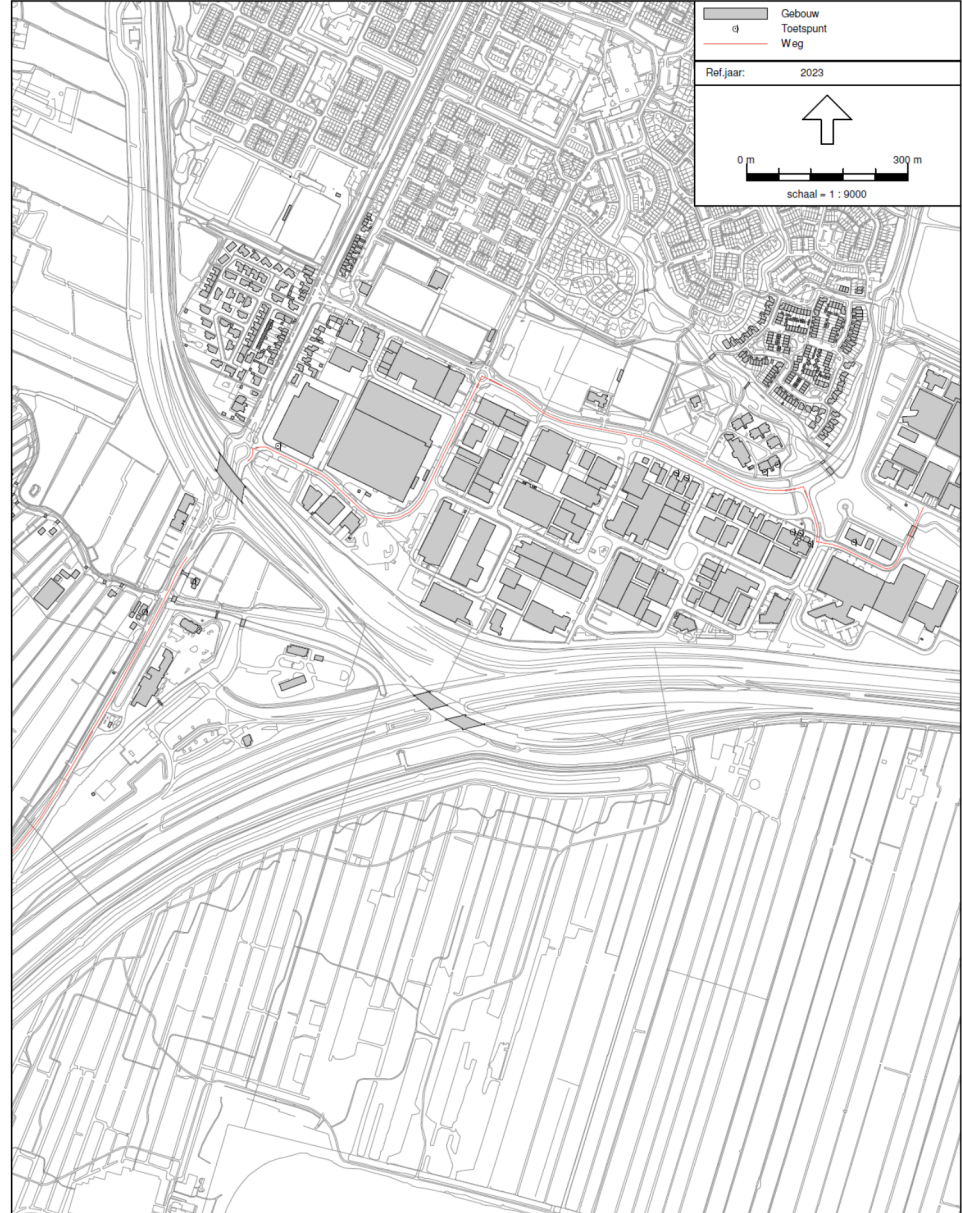 Gebouw
Toetspunt
Weg
Ref.jaar: 2023
0 m 300 m
schaal = 1 : 9000